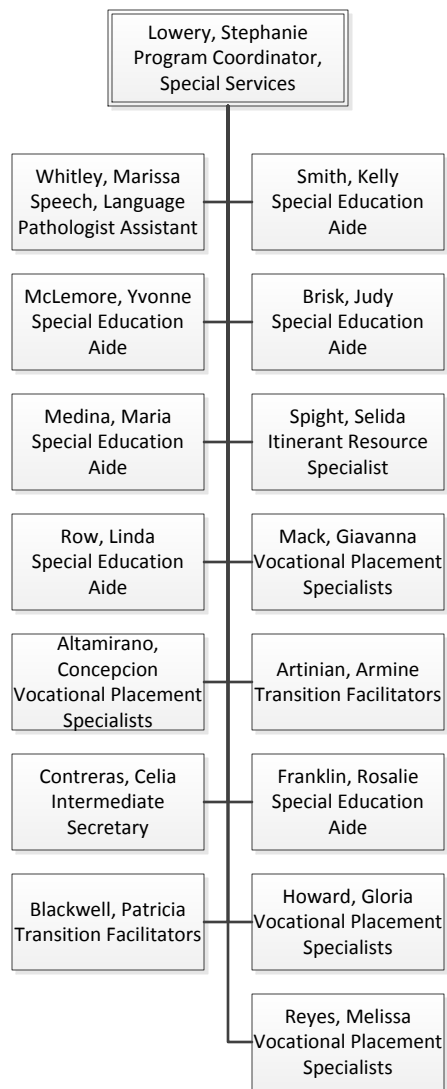 Lowery, Stephanie
Program Coordinator,
Special Services
Whitley, Marissa
Speech, Language
Pathologist Assistant
Smith, Kelly
Special Education
Aide
McLemore, Yvonne
Special Education
Aide
Brisk, Judy
Special Education
Aide
Medina, Maria
Special Education
Aide
Spight, Selida
Itinerant Resource
Specialist
Row, Linda
Special Education
Aide
Mack, Giavanna
Vocational Placement
Specialists
Altamirano,
Concepcion
Vocational Placement
Specialists
Artinian, Armine
Transition Facilitators
Contreras, Celia
Intermediate
Secretary
Franklin, Rosalie
Special Education
Aide
Blackwell, Patricia
Transition Facilitators
Howard, Gloria
Vocational Placement
Specialists
Reyes, Melissa
Vocational Placement
Specialists